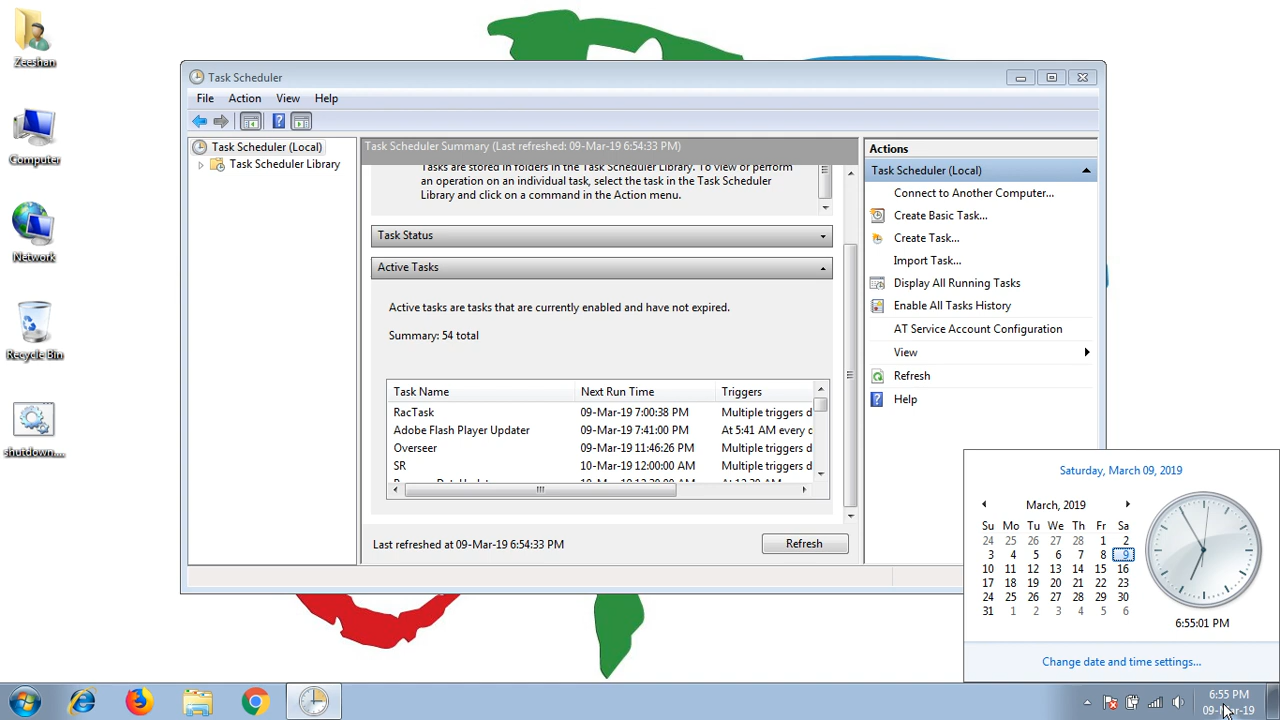 Zeeshan
Computer
Network
Recycle Bin
shutdown....
Task Scheduler
File Action View Help
Task Scheduler (Local)
Task Scheduler Library
Task Scheduler Summary (Last refreshed: 09-Mar-19 6:54:33 PM)
Tasks are stored in folders in the Task Scheduler Library. To view or perform
an operation on an individual task, select the task in the Task Scheduler
Library and click on a command in the Action menu.
Task Status
Active Tasks
Active tasks are tasks that are currently enabled and have not expired.
Summary: 54 total
Task Name Next Run Time Triggers
RacTask 09-Mar-19 7:00:38 PM Multiple triggers d
Adobe Flash Player Updater 09-Mar-19 7:41:00 PM At 5:41 AM every
Overseer 09-Mar-19 11:46:26 PM Multiple triggers d
SR 10-Mar-19 12:00:00 AM Multiple triggers d
Last refreshed at 09-Mar-19 6:54:33 PM
Refresh
Actions
Task Scheduler (Local)
Connect to Another Computer...
Create Basic Task...
Create Task...
Import Task...
Display All Running Tasks
Enable All Tasks History
AT Service Account Configuration
View
Refresh
Help
Saturday, March 09, 2019
March, 2019
Su Mo Tu We Th Fr Sa
24 25 26 27 28 1 2
3 4 5 6 7 8 9
10 11 12 13 14 15 16
17 18 19 20 21 22 23
24 25 26 27 28 29 30
31 1 2 3 4 5 6
6:55:01 PM
Change date and time settings...
6:55 PM
09-Mar-19